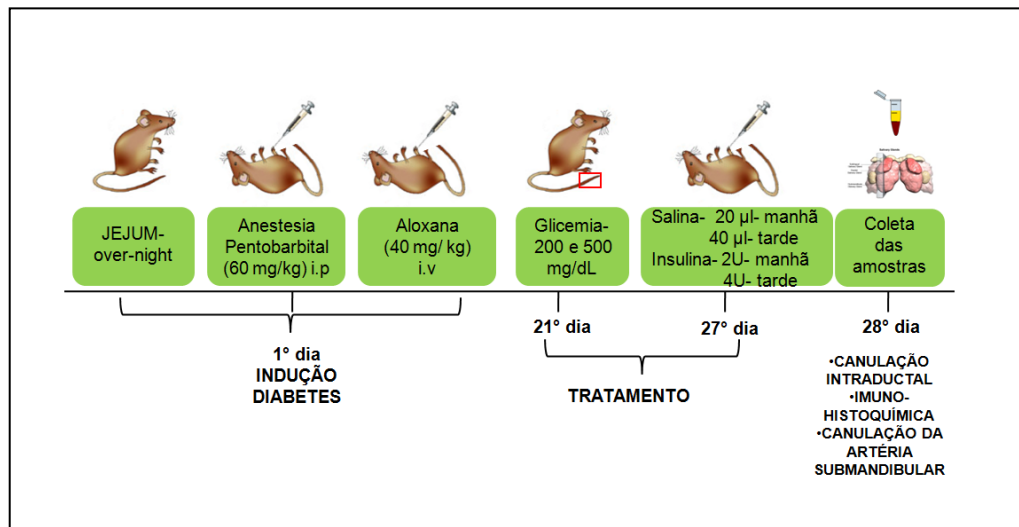 JEJUM-
over-night
Anestesia
Pentobarbital
(60 mg/kg) i.p
Aloxana
(40 mg/ kg)
i.v
Glicemia-
200 e 500
mg/dL
Salina- 20 µl- manhã
40 µl- tarde
Insulina- 2U- manhã
4U- tarde
Coleta
das
amostras
1° dia
INDUÇÃO
DIABETES
21° dia
27° dia
TRATAMENTO
28° dia
•CANULAÇÃO
INTRADUCTAL
•IMUNO-
HISTOQUÍMICA
•CANULAÇÃO DA
ARTÉRIA
SUBMANDIBULAR